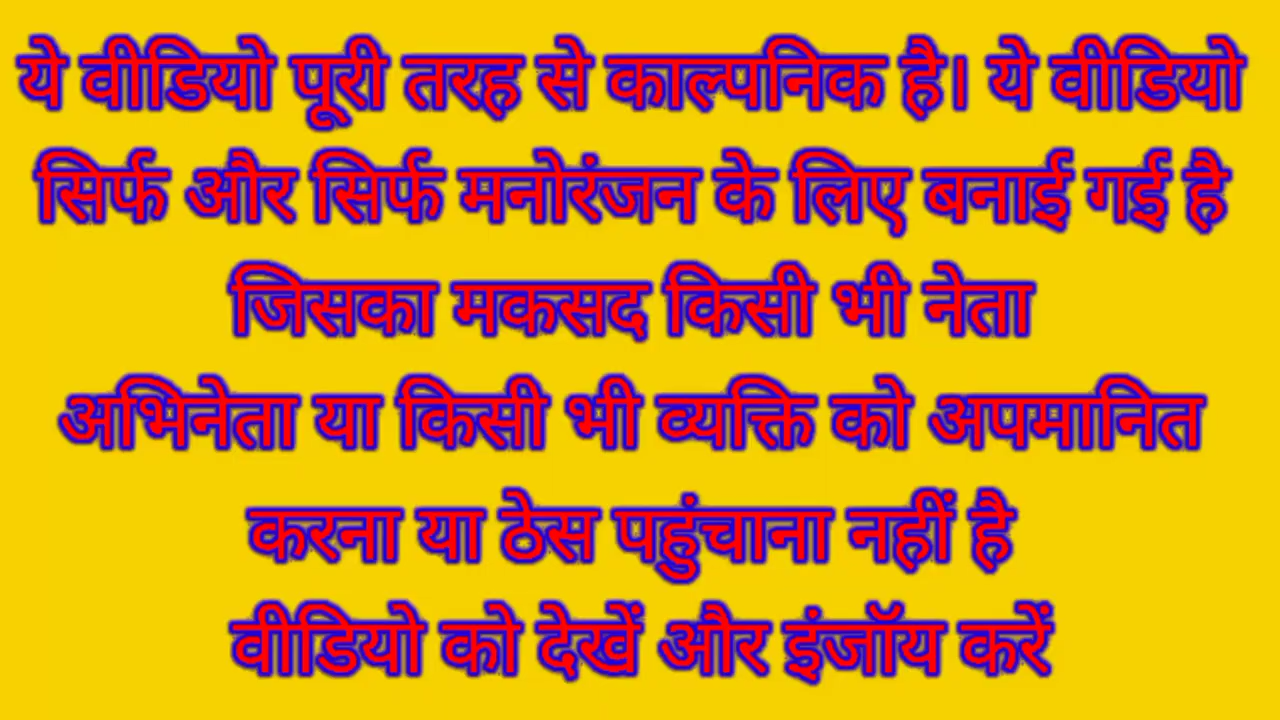 ये वीडियो पूरी तरह से काल्पनिक है। ये वीडियो
सिर्फ और सिर्फ मनोरंजन के लिए बनाई गई है
जिसका मकसद किसी भी नेता
अभिनेता या किसी भी व्यक्ति को अपमानित
करना या ठेस पहुंचाना नहीं है
वीडियो को देखें और इंजॉय करें